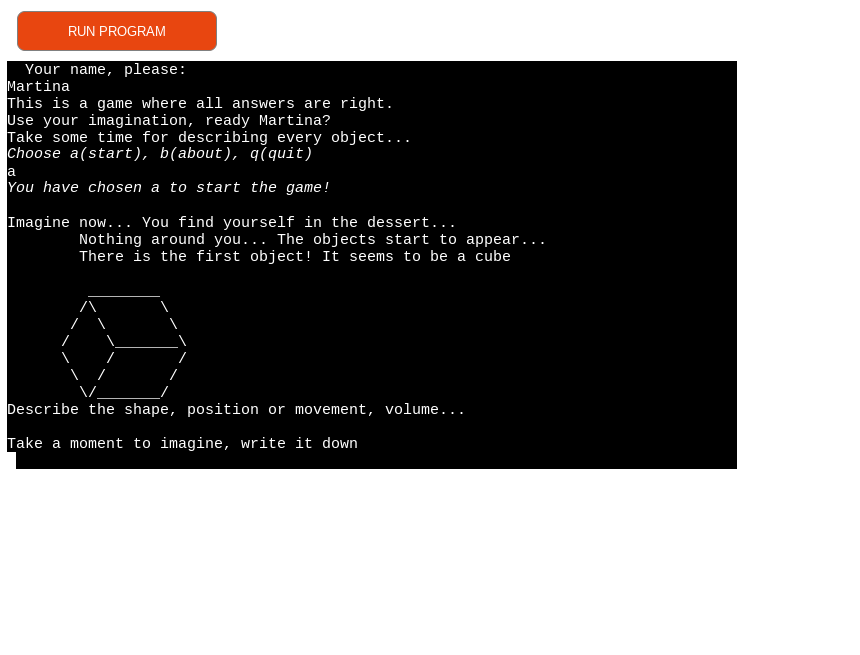 RUN PROGRAM
Your name, please:
Martina
This is a game where all answers are right.
Use your imagination, ready Martina?
Take some time for describing every object...
Choose a(start), b(about), q(quit)
a
You have chosen a to start the game!
Imagine now... You find yourself in the dessert...
Nothing around you... The objects start to appear...
There is the first object! It seems to be a cube
Describe the shape, position or movement, volume...
Take a moment to imagine, write it down